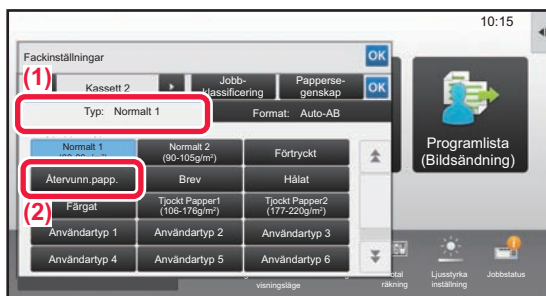 10:15
Fackinställningar
OK
(1)
Kassett 2
Jobb-klassificering
Papperse-genskap
OK
Typ: Normalt 1
Format: Auto-AB
Normalt 1
Normalt 2 (90-105g/m²)
Förtryckt
Återvunn.papp.
Brev
Hålat
(2)
Färgat
Tjockt Papper1 (106-176g/m²)
Tjockt Papper2 (177-220g/m²)
Användartyp 1
Användartyp 2
Användartyp 3
Användartyp 4
Användartyp 5
Användartyp 6
Programlista
(Bildsändning)
visningsläge
räkning
Ljusstyrka
inställning
Jobbstatus